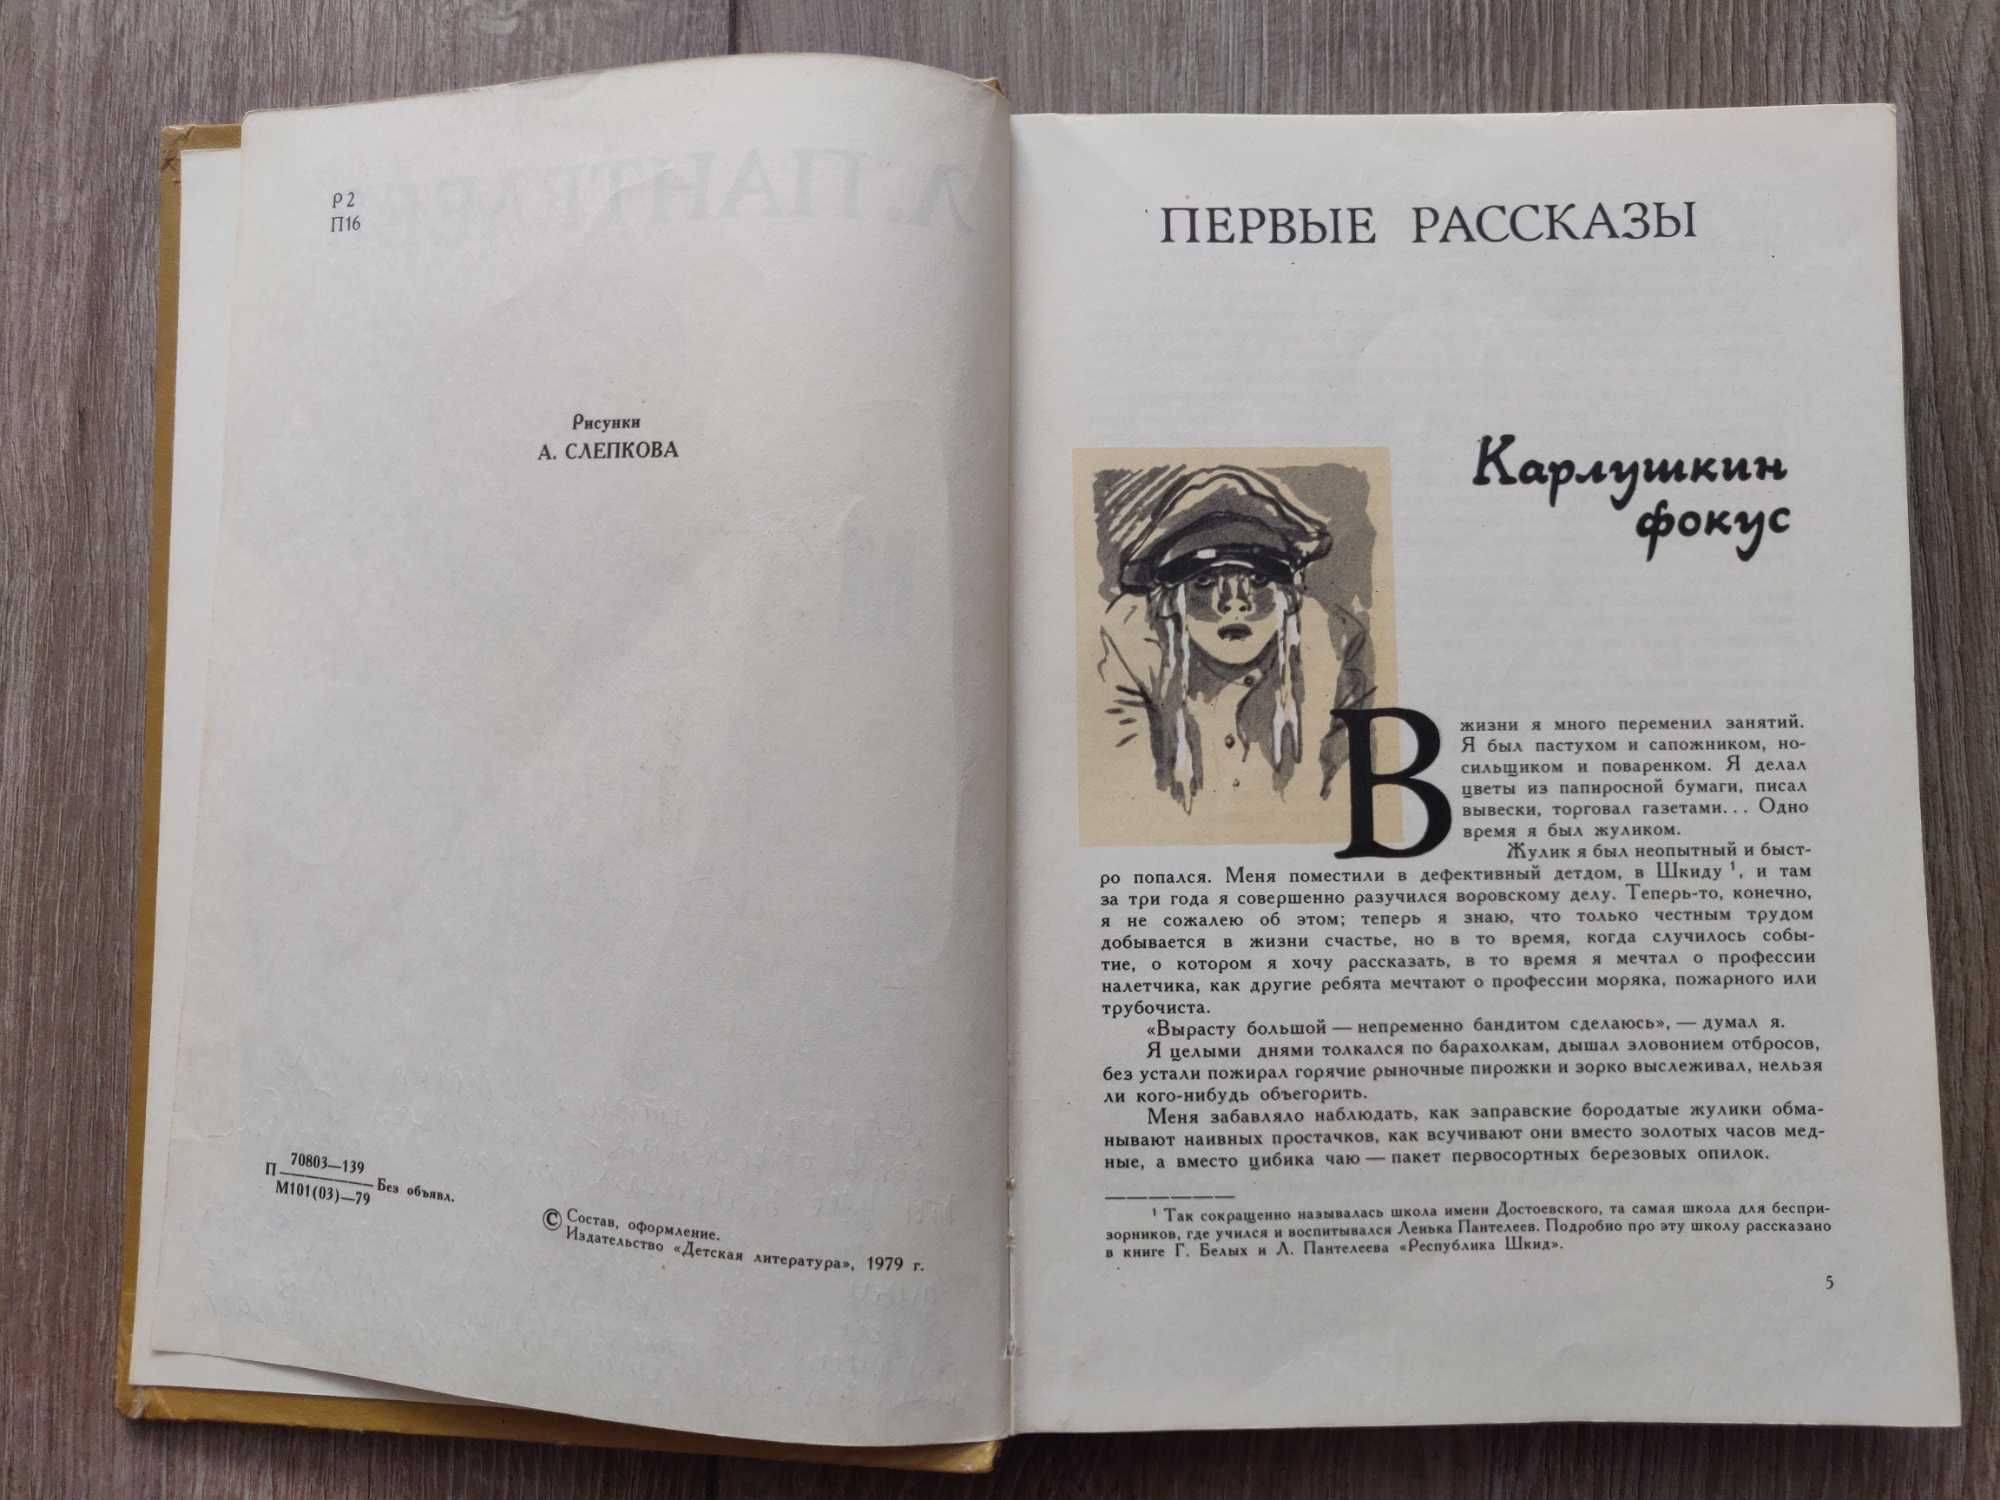 Р 2
П16
Рисунки
А. СЛЕПКОВА
П 70803—139
М101(03)—79 Без объявл.
© Состав, оформление.
Издательство «Детская литература», 1979 г.
ПЕРВЫЕ РАССКАЗЫ
Карлушкин
фокус
В жизни я много переменил занятий.
Я был пастухом и сапожником, но-
сильщиком и поваренком. Я делал
цветы из папиросной бумаги, писал
вывески, торговал газетами... Одно
время я был жуликом.
Жулик я был неопытный и быст-
ро попался. Меня поместили в дефективный детдом, в Шкиду ¹, и там
за три года я совершенно разучился воровскому делу. Теперь-то, конечно,
я не сожалею об этом; теперь я знаю, что только честным трудом
добывается в жизни счастье, но в то время, когда случилось собы-
тие, о котором я хочу рассказать, в то время я мечтал о профессии
налетчика, как другие ребята мечтают о профессии моряка, пожарного или
трубочиста.
«Вырасту большой — непременно бандитом сделаюсь», — думал я.
Я целыми днями толкался по барахолкам, дышал зловонием отбросов,
без устали пожирал горячие рыночные пирожки и зорко выслеживал, нельзя
ли кого-нибудь объегорить.
Меня забавляло наблюдать, как заправские бородатые жулики обма-
нывают наивных простачков, как всучивают они вместо золотых часов мед-
ные, а вместо цибика чаю — пакет первосортных березовых опилок.
¹ Так сокращенно называлась школа имени Достоевского, та самая школа для беспри-
зорников, где учился и воспитывался Ленька Пантелеев. Подробно про эту школу рассказано
в книге Г. Белых и Л. Пантелеева «Республика Шкид».
5